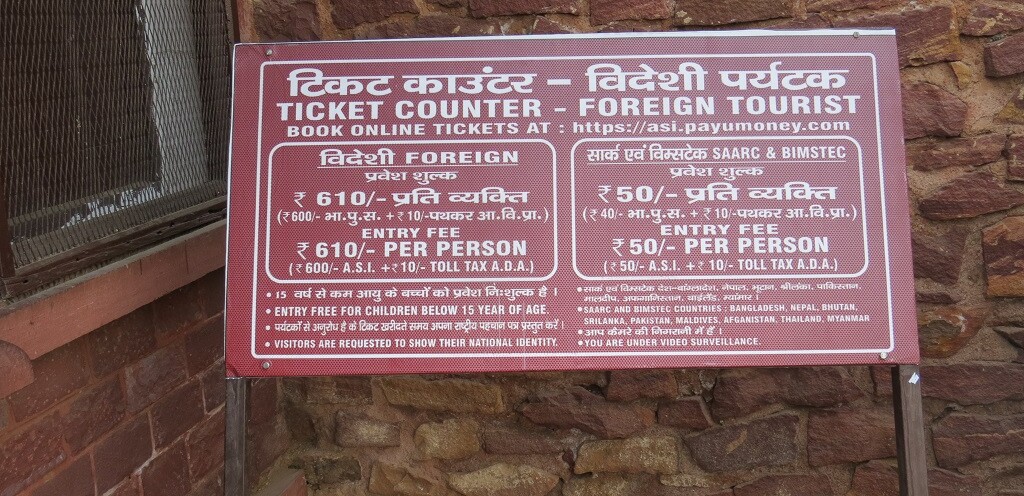 टिकट काउंटर – विदेशी पर्यटक
TICKET COUNTER – FOREIGN TOURIST
BOOK ONLINE TICKETS AT : https://asi.payumoney.com
विदेशी FOREIGN
प्रवेश शुल्क
₹ 610/- प्रति व्यक्ति
(₹600/- भा.पु.स. +₹10/-पथकर आ.वि.प्रा.)
ENTRY FEE
₹610/- PER PERSON
(₹600/- A.S.I. +₹10/- TOLL TAX A.D.A.)
• 15 वर्ष से कम आयु के बच्चों को प्रवेश निःशुल्क है ।
• ENTRY FREE FOR CHILDREN BELOW 15 YEAR OF AGE.
• पर्यटकों से अनुरोध है के टिकट खरीदते समय अपना राष्ट्रीय पहचान पत्र प्रस्तुत करें ।
• VISITORS ARE REQUESTED TO SHOW THEIR NATIONAL IDENTITY.
सार्क एवं विम्सटेक SAARC & BIMSTEC
प्रवेश शुल्क
₹50/- प्रति व्यक्ति
(₹40/- भा.पु.स. +₹10/-पथकर आ.वि.प्रा.)
ENTRY FEE
₹50/- PER PERSON
(₹50/- A.S.I. +₹10/- TOLL TAX A.D.A.)
• सार्क एवं विमस्टेक देश-बांग्लादेश, नेपाल, भूटान, श्रीलंका, पाकिस्तान,
मालदीप, अफगानिस्तान, थाईलैंड, म्यांमार ।
• SAARC AND BIMSTEC COUNTRIES : BANGLADESH, NEPAL, BHUTAN,
SRILANKA, PAKISTAN, MALDIVES, AFGANISTAN, THAILAND, MYANMAR
• आप कैमरे की निगरानी में हैं ।
• YOU ARE UNDER VIDEO SURVEILLANCE.